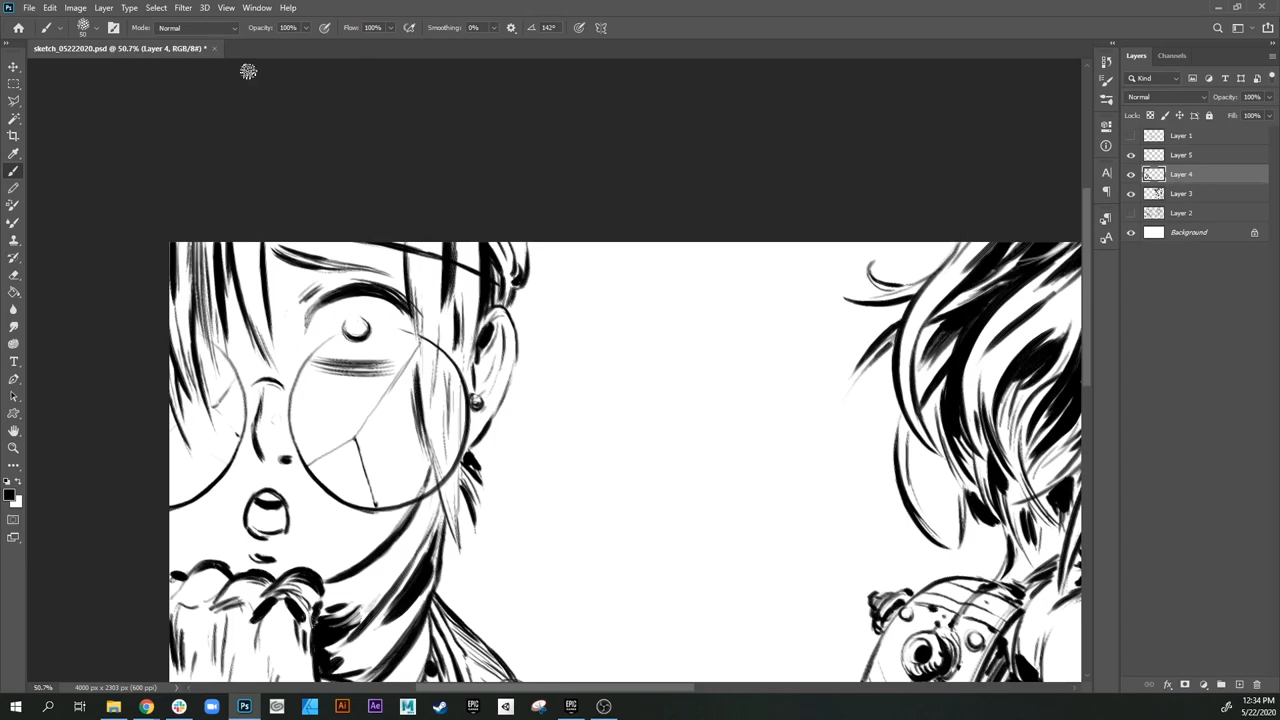 File Edit Image Layer Type Select Filter 3D View Window Help
50 Mode: Normal Opacity: 100% Flow: 100% Smoothing: 0% 142°
sketch_05222020.psd @ 50.7% (Layer 4, RGB/8#) *
Layers Channels
Kind
Normal Opacity: 100%
Lock: Fill: 100%
Layer 1
Layer 5
Layer 4
Layer 3
Layer 2
Background
50.7% 4000 px x 2303 px (600 ppi)
12:34 PM
5/22/2020